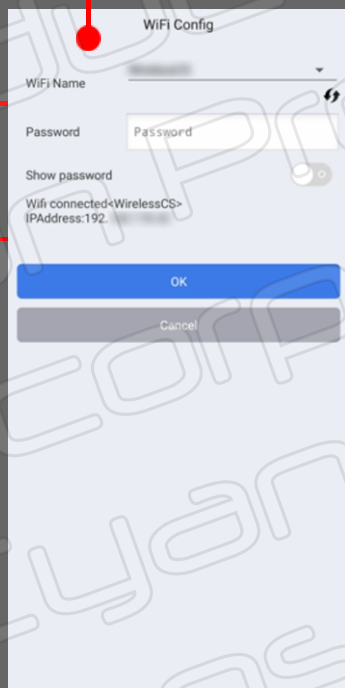 WiFi Config
WiFi Name
Password
Password
Show password
Wifi connected<WirelessCS>
IPAddress:192.
OK
Cancel